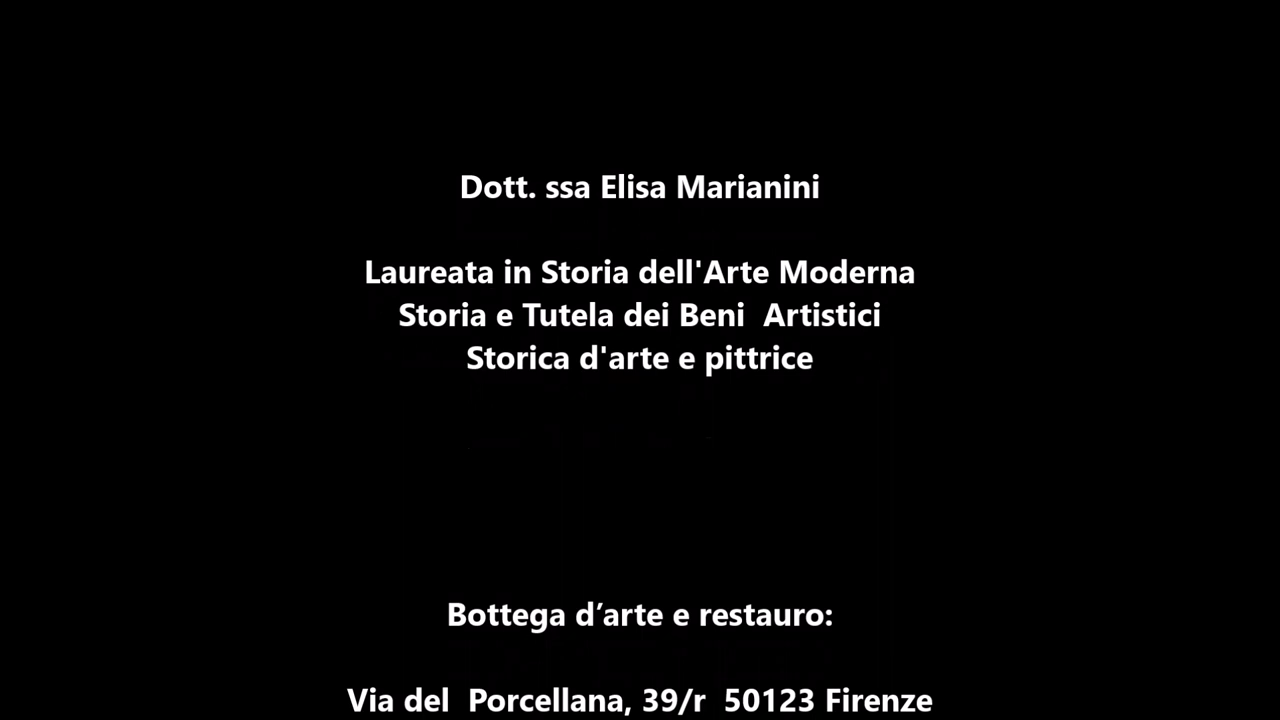 Dott. ssa Elisa Marianini
Laureata in Storia dell'Arte Moderna
Storia e Tutela dei Beni  Artistici
Storica d'arte e pittrice
Bottega d’arte e restauro:
Via del  Porcellana, 39/r  50123 Firenze